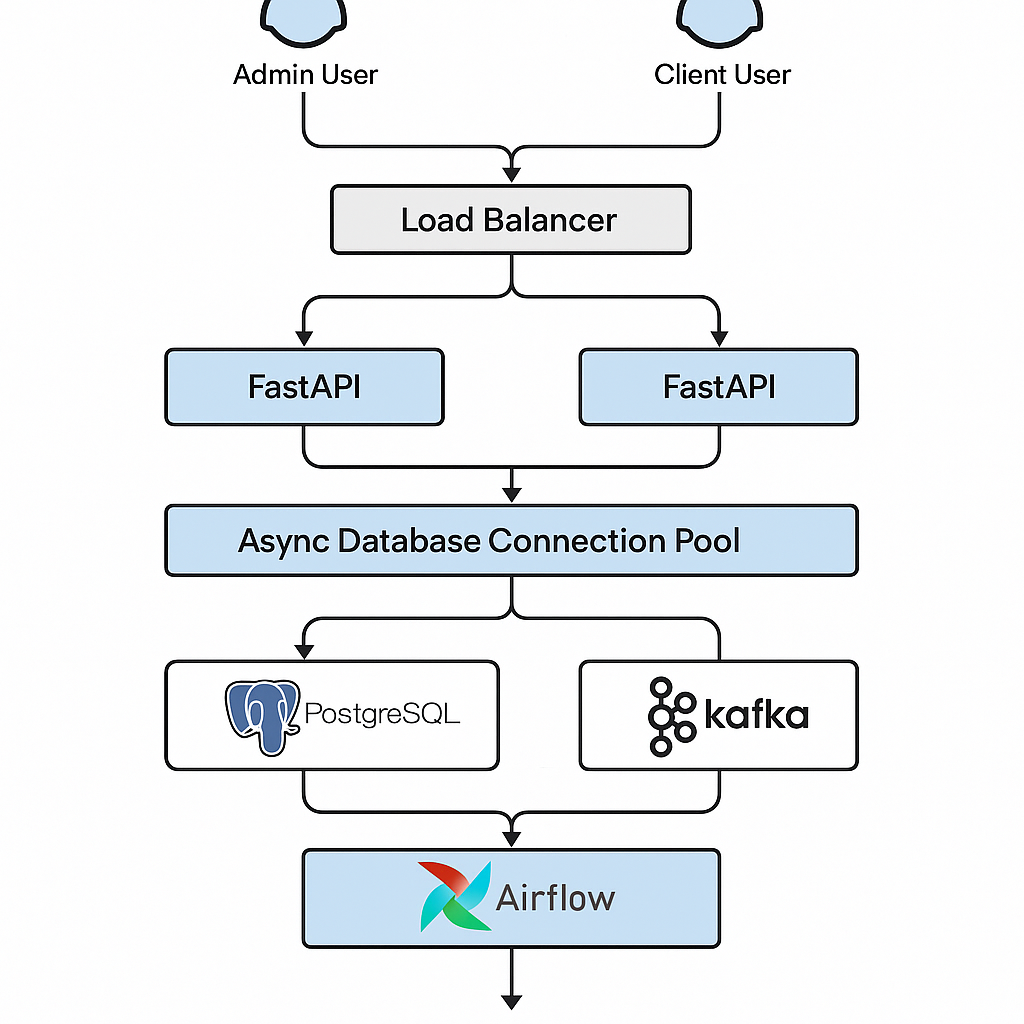 Admin User
Client User
Load Balancer
FastAPI
FastAPI
Async Database Connection Pool
PostgreSQL
kafka
Airflow